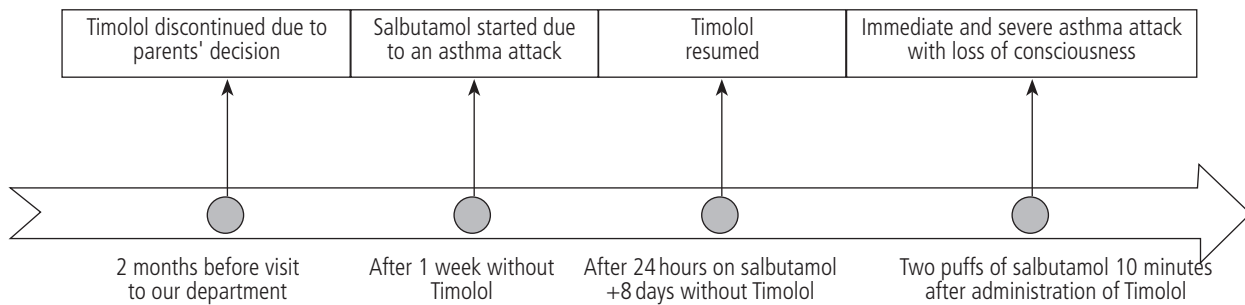 Timolol discontinued due to
parents' decision
Salbutamol started due
to an asthma attack
Timolol
resumed
Immediate and severe asthma attack
with loss of consciousness
2 months before visit
to our department
After 1 week without
Timolol
After 24 hours on salbutamol
+8 days without Timolol
Two puffs of salbutamol 10 minutes
after administration of Timolol